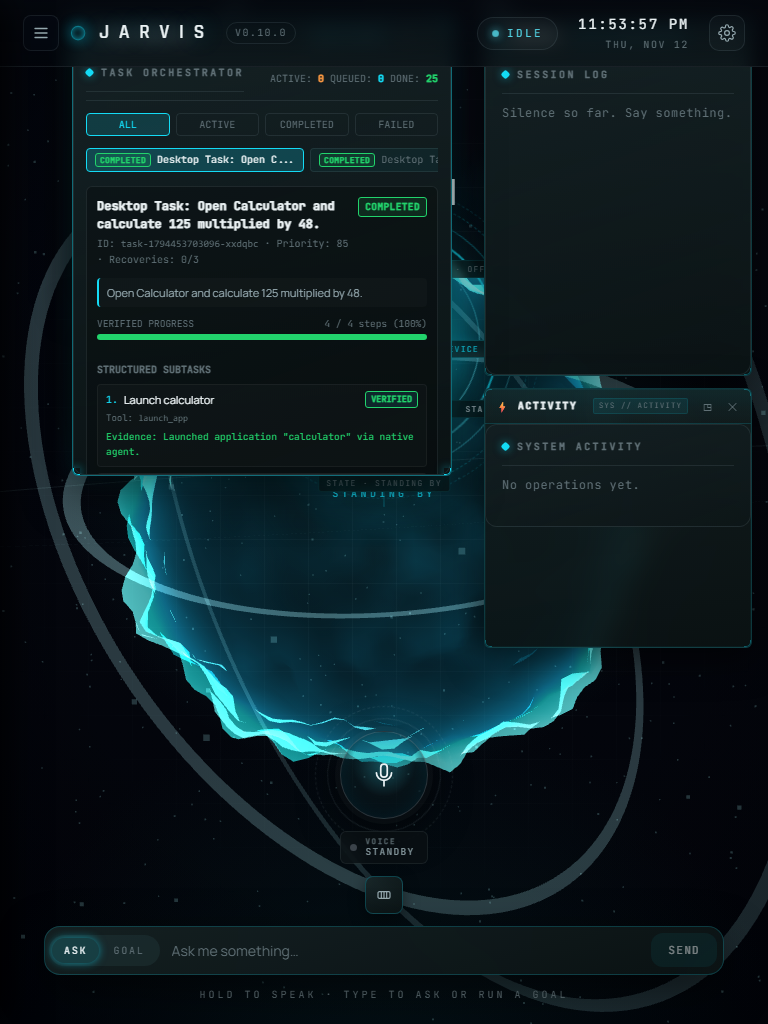 JARVIS
V0.10.0
IDLE
11:53:57 PM
THU, NOV 12
TASK ORCHESTRATOR
ACTIVE: 0 QUEUED: 0 DONE: 25
ALL
ACTIVE
COMPLETED
FAILED
COMPLETED Desktop Task: Open C...
COMPLETED Desktop Ta
Desktop Task: Open Calculator and
calculate 125 multiplied by 48.
COMPLETED
ID: task-1794453703096-xxdqbc · Priority: 85
· Recoveries: 0/3
Open Calculator and calculate 125 multiplied by 48.
VERIFIED PROGRESS
4 / 4 steps (100%)
STRUCTURED SUBTASKS
1. Launch calculator
VERIFIED
Tool: launch_app
Evidence: Launched application "calculator" via native
agent.
SESSION LOG
Silence so far. Say something.
OFF
VICE
STA
ACTIVITY
SYS // ACTIVITY
SYSTEM ACTIVITY
No operations yet.
STATE · STANDING BY
STANDING BY
VOICE
STANDBY
ASK
GOAL
Ask me something…
SEND
HOLD TO SPEAK · TYPE TO ASK OR RUN A GOAL